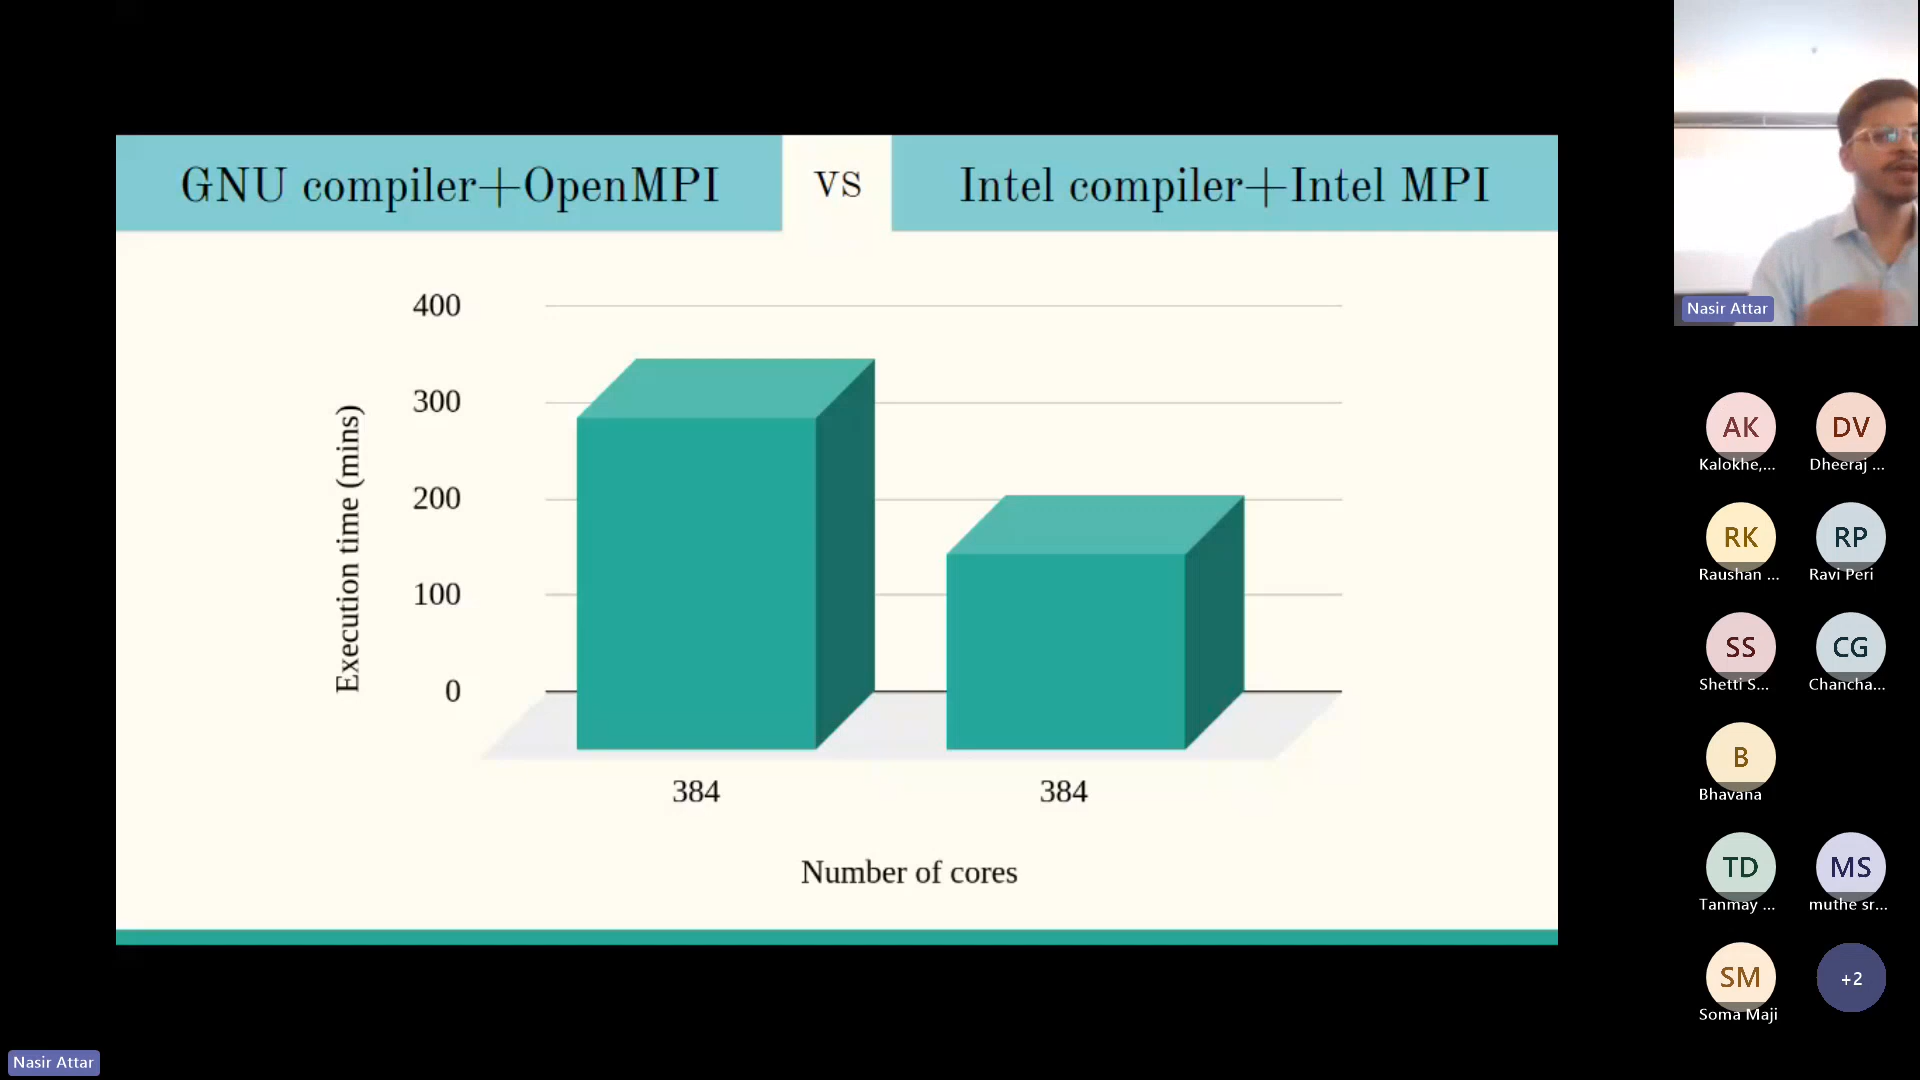 GNU compiler+OpenMPI
VS
Intel compiler+Intel MPI
400
300
200
100
0
Execution time (mins)
384
384
Number of cores
Nasir Attar
AK
Kalokhe,...
DV
Dheeraj ...
RK
Raushan ...
RP
Ravi Peri
SS
Shetti S...
CG
Chancha...
B
Bhavana
TD
Tanmay ...
MS
muthe sr...
SM
Soma Maji
+2
Nasir Attar